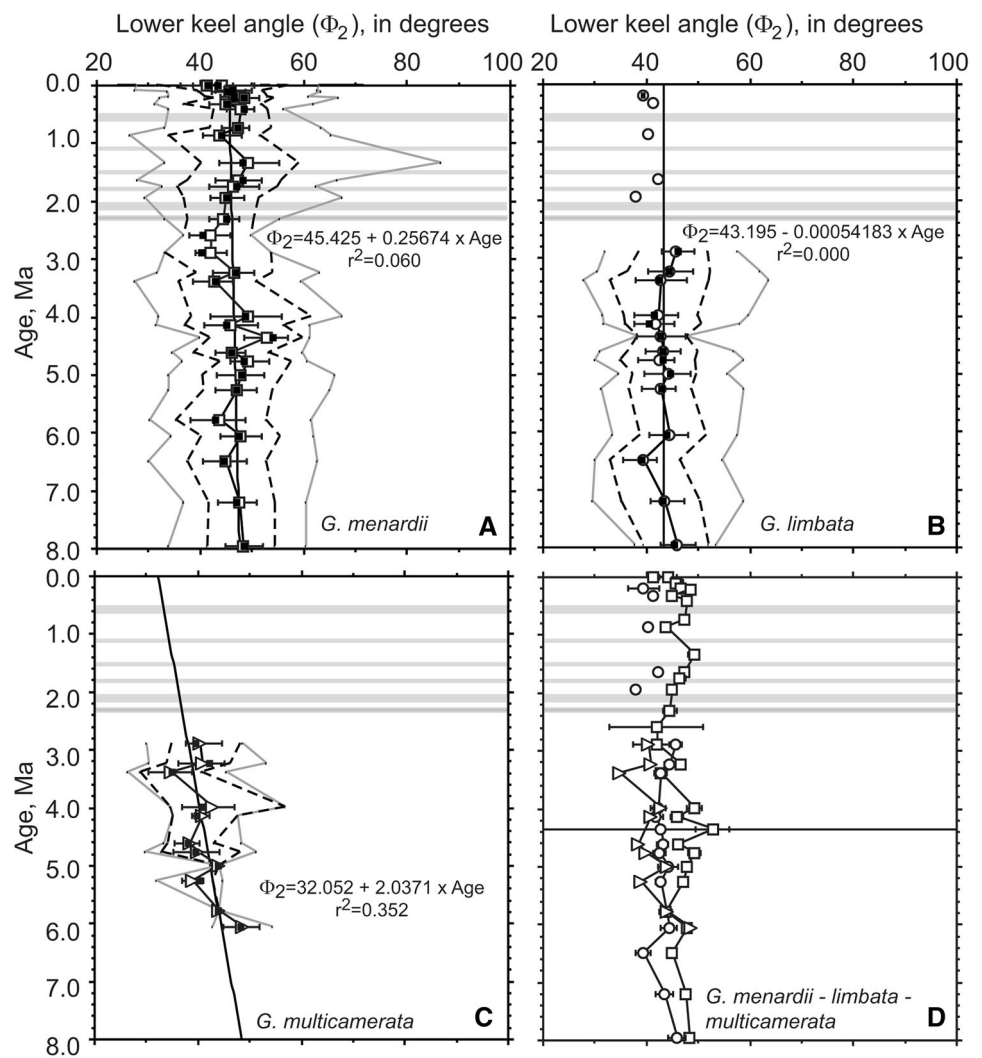 Lower keel angle (Φ2), in degrees
Lower keel angle (Φ2), in degrees
20 40 60 80 100
20 40 60 80 100
Age, Ma
0.0
1.0
2.0
3.0
4.0
5.0
6.0
7.0
8.0
Φ2=45.425 + 0.25674 x Age
r2=0.060
G. menardii
A
Φ2=43.195 - 0.00054183 x Age
r2=0.000
G. limbata
B
Age, Ma
0.0
1.0
2.0
3.0
4.0
5.0
6.0
7.0
8.0
Φ2=32.052 + 2.0371 x Age
r2=0.352
G. multicamerata
C
G. menardii - limbata -
multicamerata
D